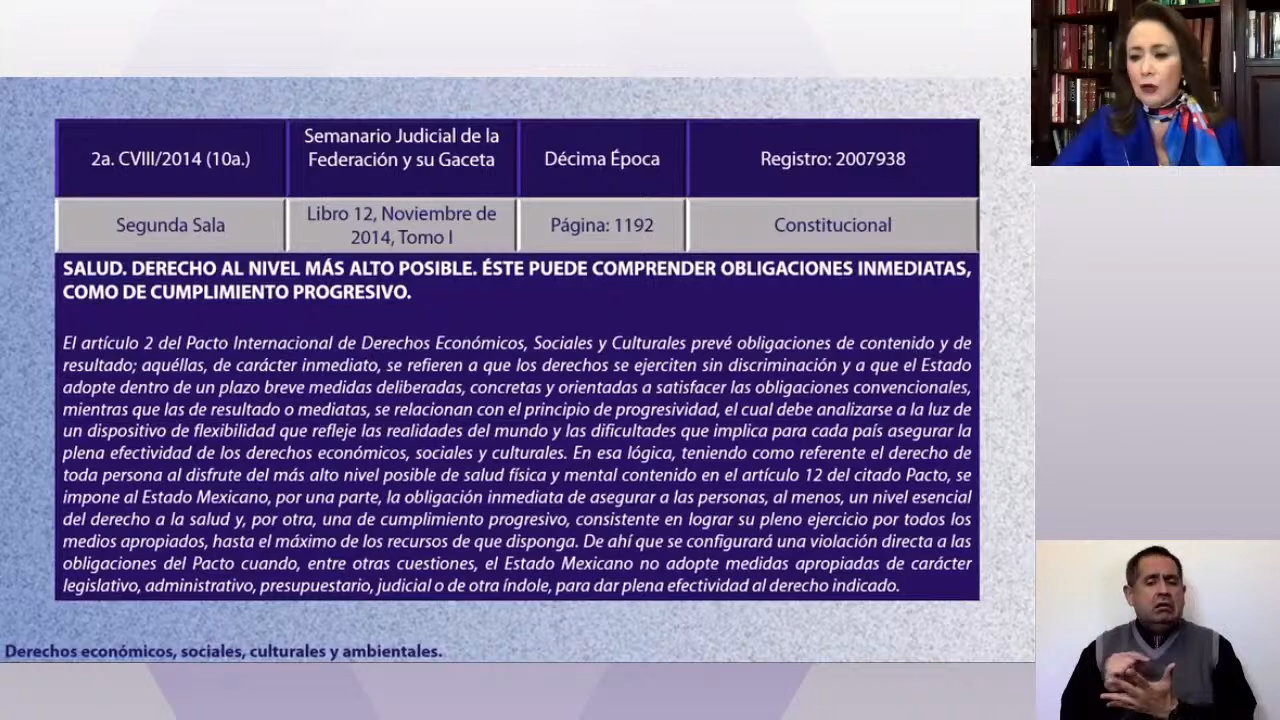 2a. CVIII/2014 (10a.)
Semanario Judicial de la
Federación y su Gaceta
Décima Época
Registro: 2007938
Segunda Sala
Libro 12, Noviembre de
2014, Tomo I
Página: 1192
Constitucional
SALUD. DERECHO AL NIVEL MÁS ALTO POSIBLE. ÉSTE PUEDE COMPRENDER OBLIGACIONES INMEDIATAS,
COMO DE CUMPLIMIENTO PROGRESIVO.
El artículo 2 del Pacto Internacional de Derechos Económicos, Sociales y Culturales prevé obligaciones de contenido y de
resultado; aquéllas, de carácter inmediato, se refieren a que los derechos se ejerciten sin discriminación y a que el Estado
adopte dentro de un plazo breve medidas deliberadas, concretas y orientadas a satisfacer las obligaciones convencionales,
mientras que las de resultado o mediatas, se relacionan con el principio de progresividad, el cual debe analizarse a la luz de
un dispositivo de flexibilidad que refleje las realidades del mundo y las dificultades que implica para cada país asegurar la
plena efectividad de los derechos económicos, sociales y culturales. En esa lógica, teniendo como referente el derecho de
toda persona al disfrute del más alto nivel posible de salud física y mental contenido en el artículo 12 del citado Pacto, se
impone al Estado Mexicano, por una parte, la obligación inmediata de asegurar a las personas, al menos, un nivel esencial
del derecho a la salud y, por otra, una de cumplimiento progresivo, consistente en lograr su pleno ejercicio por todos los
medios apropiados, hasta el máximo de los recursos de que disponga. De ahí que se configurará una violación directa a las
obligaciones del Pacto cuando, entre otras cuestiones, el Estado Mexicano no adopte medidas apropiadas de carácter
legislativo, administrativo, presupuestario, judicial o de otra índole, para dar plena efectividad al derecho indicado.
Derechos económicos, sociales, culturales y ambientales.